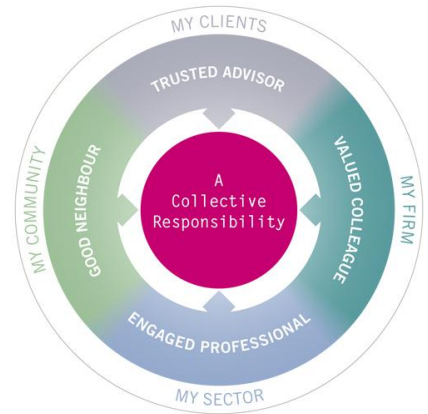 MY CLIENTS
TRUSTED ADVISOR
MY COMMUNITY
GOOD NEIGHBOUR
A
Collective
Responsibility
VALUED COLLEAGUE
MY FIRM
ENGAGED PROFESSIONAL
MY SECTOR